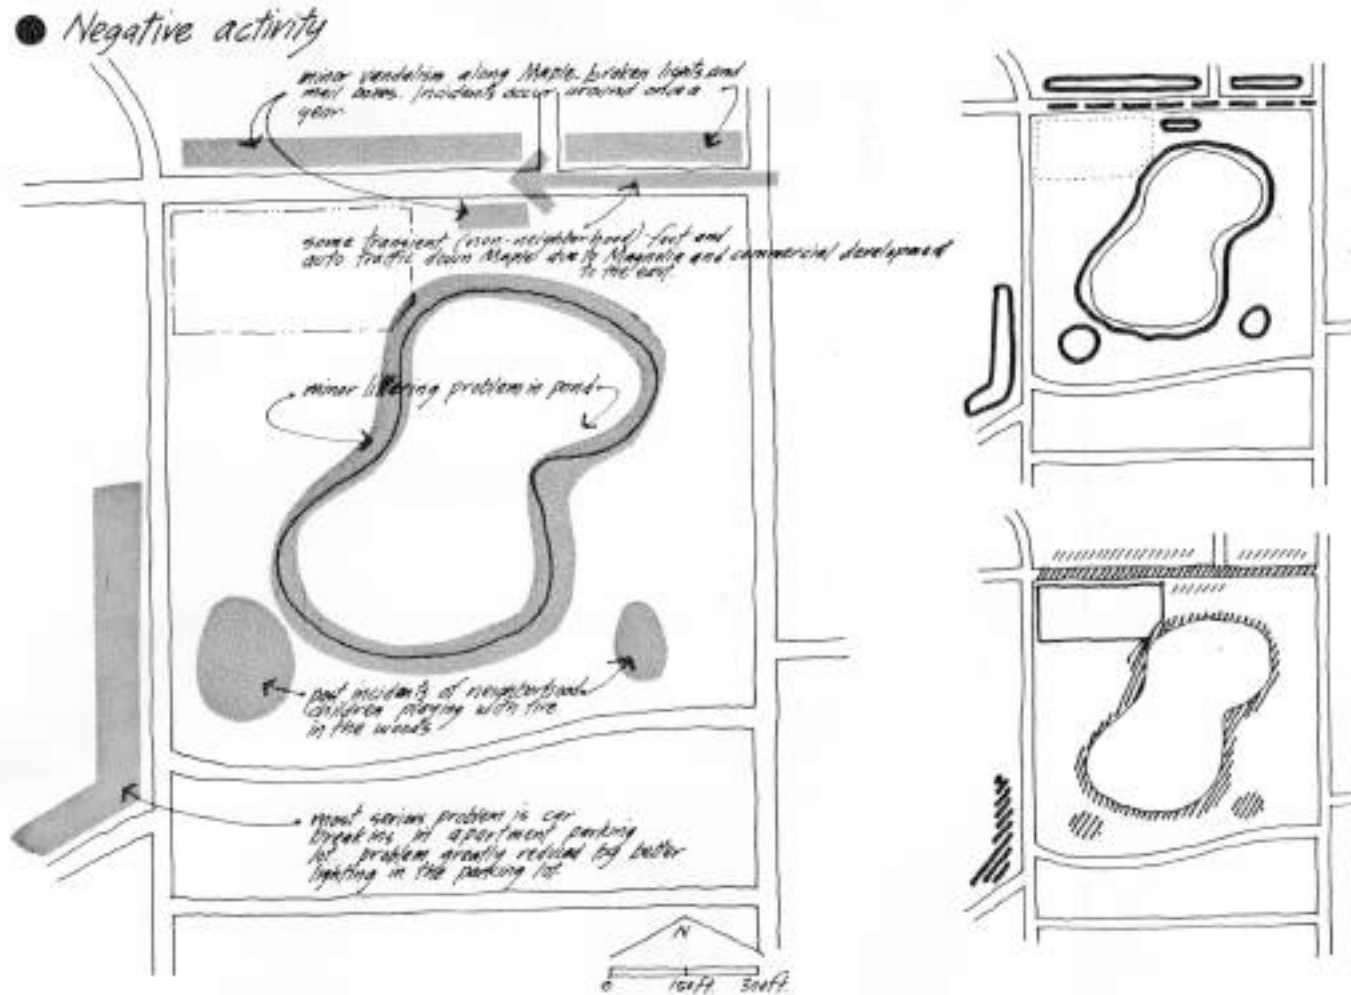 Negative activity
minor vandalism along Maple. broken lights and
mail boxes. Incidents occur around once a
year
some transient (non-neighborhood) foot and
auto traffic down Maple due to Magnolia and commercial development
to the east
minor littering problem in pond
past incidents of neighborhood
children playing with fire
in the woods
most serious problem is car
break ins in apartment parking
lot. problem greatly reduced by better
lighting in the parking lot.
N
0 150ft. 300ft.